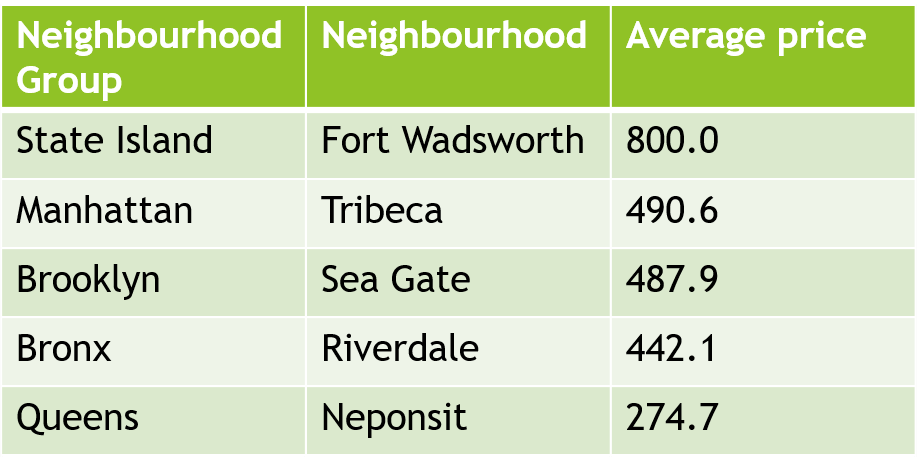 Neighbourhood Group Neighbourhood Average price
State Island Fort Wadsworth 800.0
Manhattan Tribeca 490.6
Brooklyn Sea Gate 487.9
Bronx Riverdale 442.1
Queens Neponsit 274.7